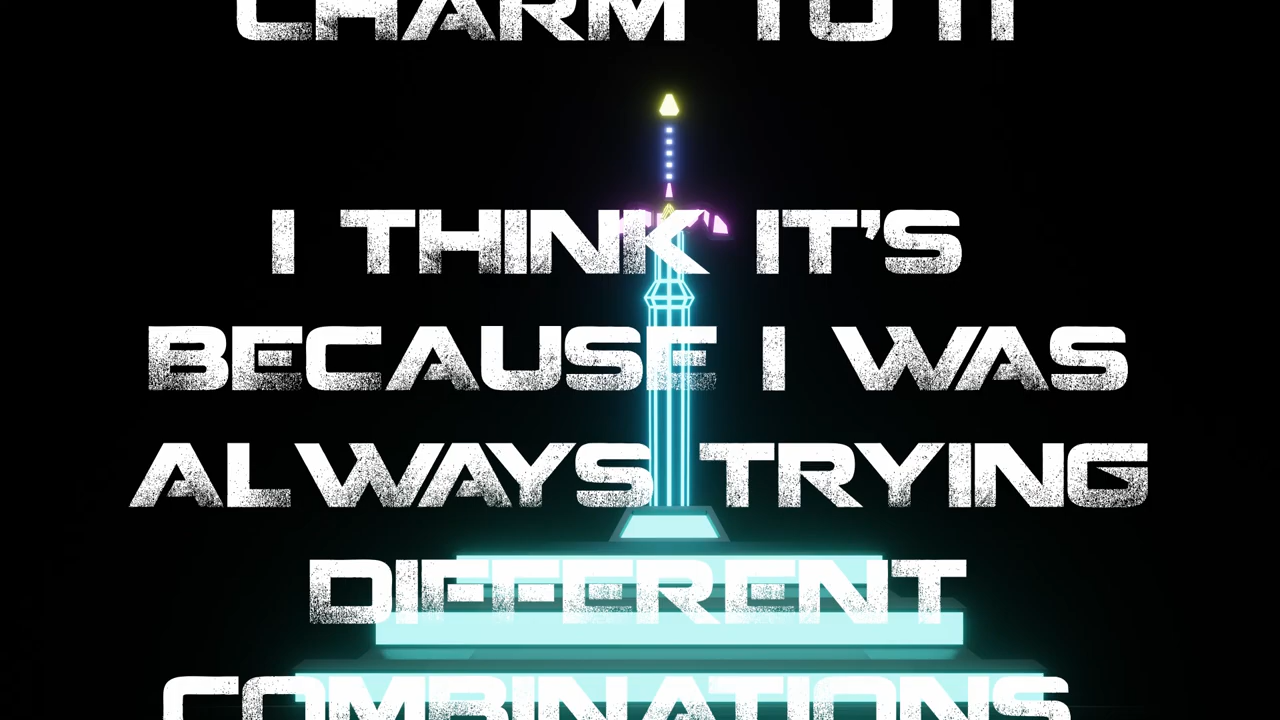 CHARM TO IT
I THINK IT'S
BECAUSE I WAS
ALWAYS TRYING
DIFFERENT
COMBINATIONS